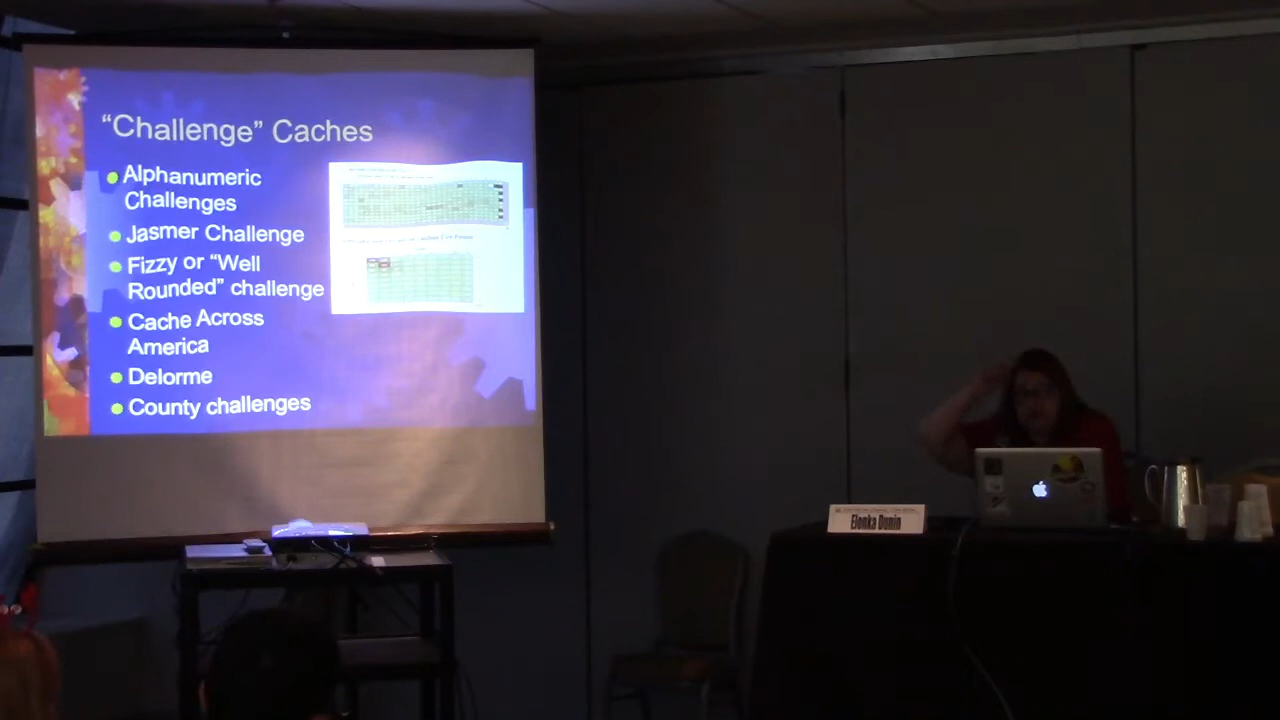 “Challenge” Caches
Alphanumeric
Challenges
Jasmer Challenge
Fizzy or “Well
Rounded” challenge
Cache Across
America
Delorme
County challenges
Elonka Dunin